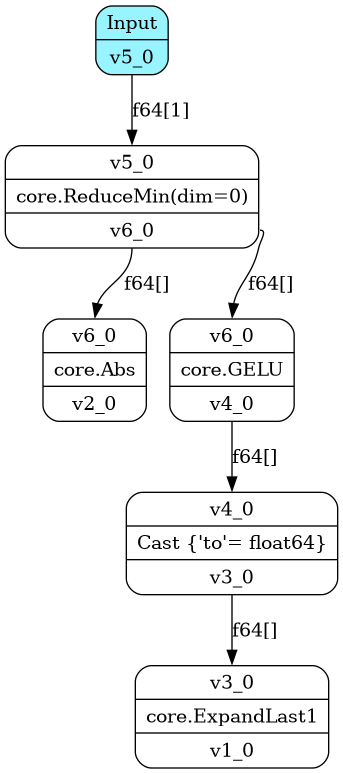 Input
v5_0
f64[1]
v5_0
core.ReduceMin(dim=0)
v6_0
f64[]
f64[]
v6_0
core.Abs
v2_0
v6_0
core.GELU
v4_0
f64[]
v4_0
Cast {'to'= float64}
v3_0
f64[]
v3_0
core.ExpandLast1
v1_0